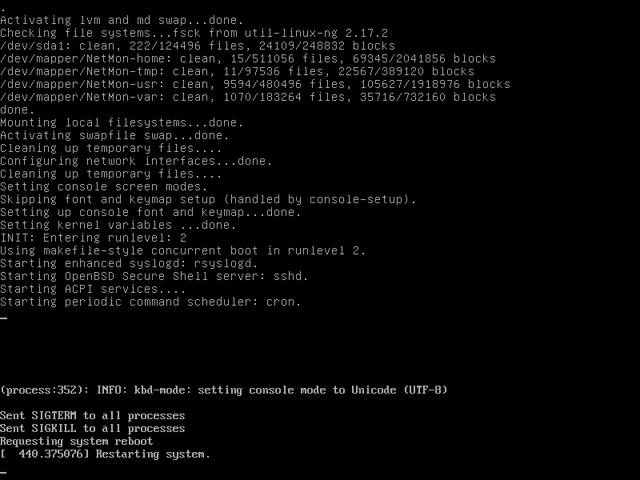 .
Activating lvm and md swap...done.
Checking file systems...fsck from util-linux-ng 2.17.2
/dev/sda1: clean, 222/124496 files, 24109/248832 blocks
/dev/mapper/NetMon-home: clean, 15/511056 files, 69345/2041856 blocks
/dev/mapper/NetMon-tmp: clean, 11/97536 files, 22567/389120 blocks
/dev/mapper/NetMon-usr: clean, 9594/480496 files, 105627/1918976 blocks
/dev/mapper/NetMon-var: clean, 1070/183264 files, 35716/732160 blocks
done.
Mounting local filesystems...done.
Activating swapfile swap...done.
Cleaning up temporary files....
Configuring network interfaces...done.
Cleaning up temporary files....
Setting console screen modes.
Skipping font and keymap setup (handled by console-setup).
Setting up console font and keymap...done.
Setting kernel variables ...done.
INIT: Entering runlevel: 2
Using makefile-style concurrent boot in runlevel 2.
Starting enhanced syslogd: rsyslogd.
Starting OpenBSD Secure Shell server: sshd.
Starting ACPI services....
Starting periodic command scheduler: cron.
(process:352): INFO: kbd-mode: setting console mode to Unicode (UTF-8)
Sent SIGTERM to all processes
Sent SIGKILL to all processes
Requesting system reboot
[  440.375076] Restarting system.